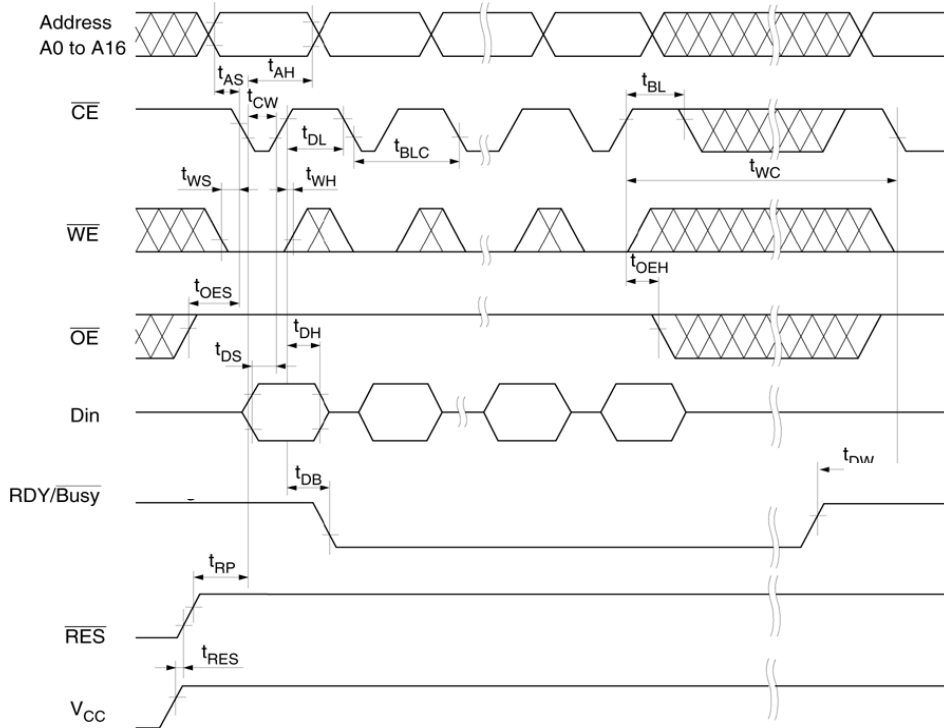 Address
A0 to A16
tAS
tAH
CE
tCW
tBL
tDL
tBLC
tWC
tWS
tWH
WE
tOEH
tOES
OE
tDH
tDS
Din
tDW
tDB
RDY/Busy
tRP
RES
tRES
VCC